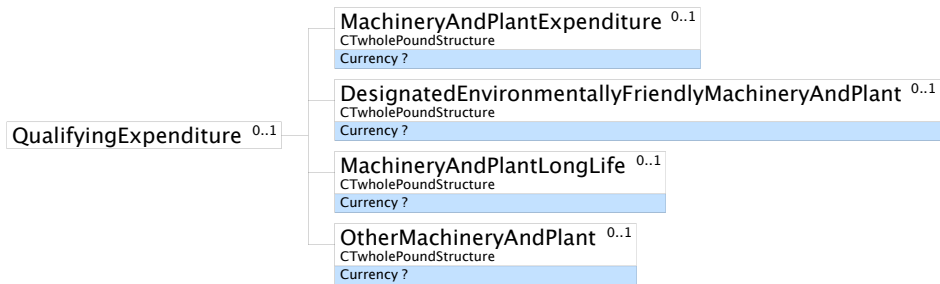 MachineryAndPlantExpenditure 0..1
CTwholePoundStructure
Currency ?
DesignatedEnvironmentallyFriendlyMachineryAndPlant 0..1
CTwholePoundStructure
Currency ?
QualifyingExpenditure 0..1
MachineryAndPlantLongLife 0..1
CTwholePoundStructure
Currency ?
OtherMachineryAndPlant 0..1
CTwholePoundStructure
Currency ?